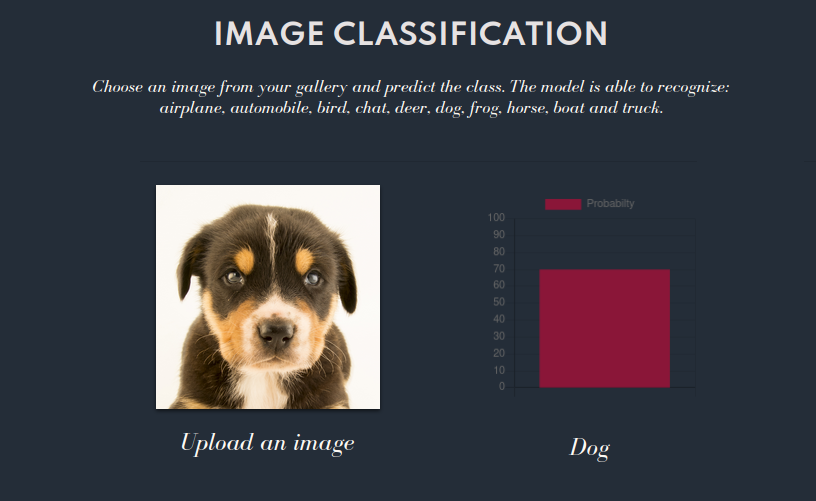 IMAGE CLASSIFICATION
Choose an image from your gallery and predict the class. The model is able to recognize:
airplane, automobile, bird, chat, deer, dog, frog, horse, boat and truck.
Probabilty
100
90
80
70
60
50
40
30
20
10
0
Upload an image
Dog